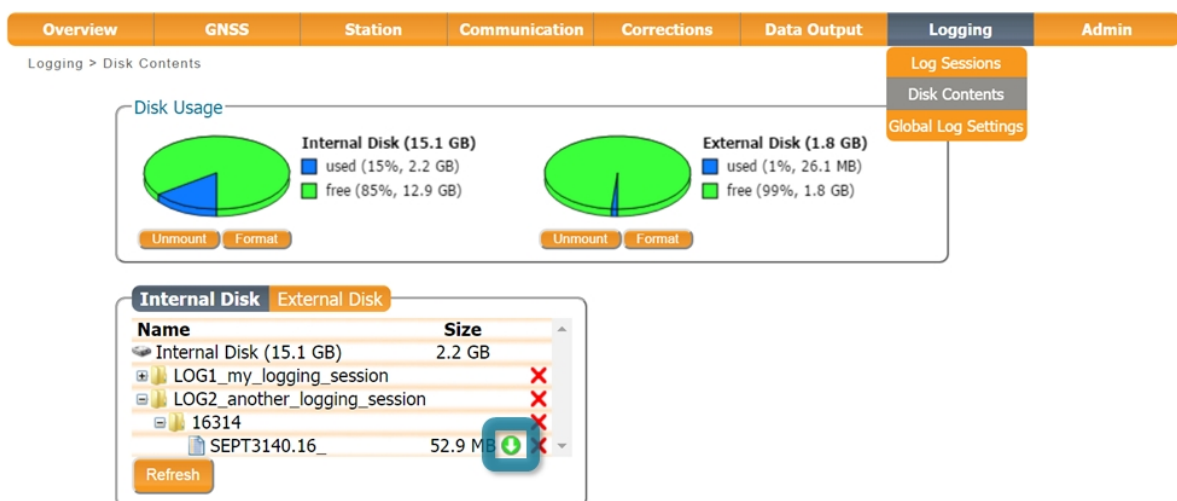 Overview GNSS Station Communication Corrections Data Output Logging Admin
Logging > Disk Contents
Log Sessions
Disk Contents
Global Log Settings
Disk Usage
Internal Disk (15.1 GB)
used (15%, 2.2 GB)
free (85%, 12.9 GB)
Unmount Format
External Disk (1.8 GB)
used (1%, 26.1 MB)
free (99%, 1.8 GB)
Unmount Format
Internal Disk External Disk
Name Size
Internal Disk (15.1 GB) 2.2 GB
LOG1_my_logging_session
LOG2_another_logging_session
16314
SEPT3140.16_ 52.9 MB
Refresh